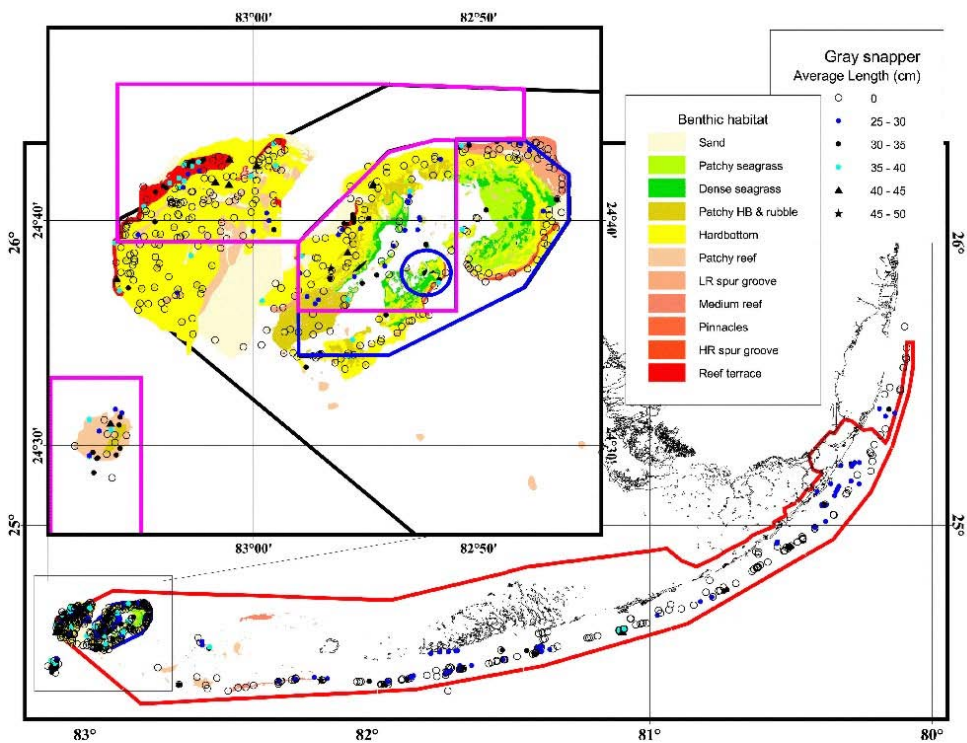 83°00'
82°50'
Gray snapper
Average Length (cm)
0
25 - 30
30 - 35
35 - 40
40 - 45
45 - 50
Benthic habitat
Sand
Patchy seagrass
Dense seagrass
Patchy HB & rubble
Hardbottom
Patchy reef
LR spur groove
Medium reef
Pinnacles
HR spur groove
Reef terrace
24°40'
24°40'
26°
26°
24°30'
24°30'
25°
25°
83°00'
82°50'
83°
82°
81°
80°